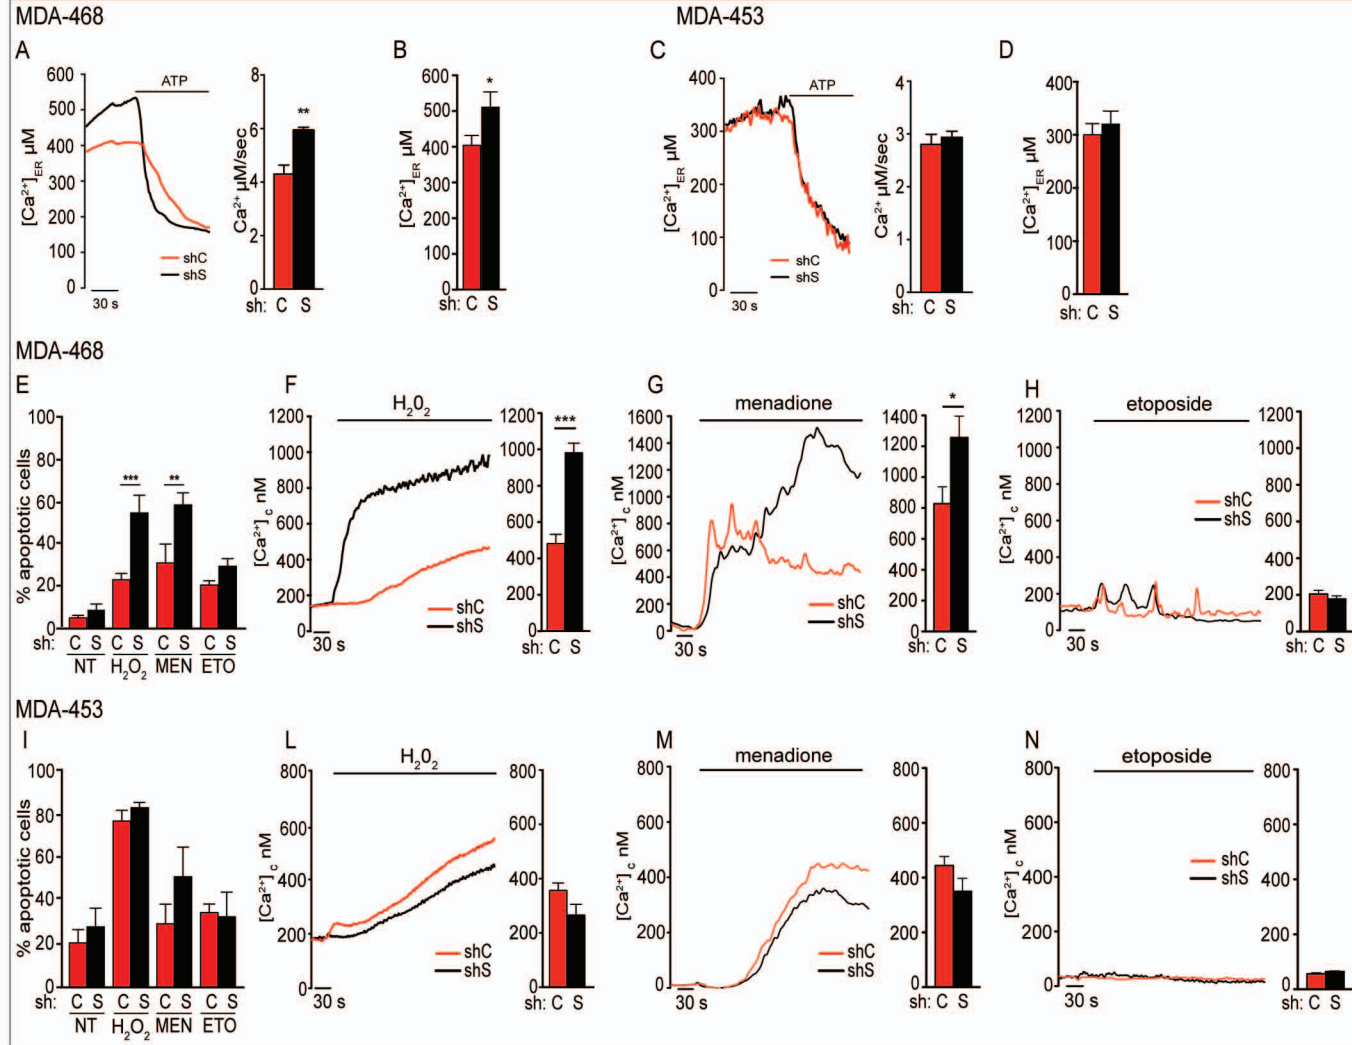 MDA-468
MDA-453
A
600
500
400
300
200
100
0
[Ca²⁺]ER µM
ATP
shC
shS
30 s
8
6
4
2
0
Ca²⁺ µM/sec
**
sh: C S
B
600
500
400
300
200
100
0
[Ca²⁺]ER µM
*
sh: C S
C
400
300
200
100
0
[Ca²⁺]ER µM
ATP
shC
shS
30 s
4
3
2
1
0
Ca²⁺ µM/sec
sh: C S
D
400
300
200
100
0
[Ca²⁺]ER µM
sh: C S
MDA-468
E
100
80
60
40
20
0
% apoptotic cells
***
**
sh: C S C S C S C S
NT H₂O₂ MEN ETO
F
H₂0₂
1200
1000
800
600
400
200
0
[Ca²⁺]c nM
shC
shS
30 s
1200
1000
800
600
400
200
0
***
sh: C S
G
menadione
1600
1400
1200
1000
800
600
400
200
0
[Ca²⁺]c nM
shC
shS
30 s
1400
1200
1000
800
600
400
200
0
*
sh: C S
H
etoposide
1200
1000
800
600
400
200
0
[Ca²⁺]c nM
shC
shS
30 s
1200
1000
800
600
400
200
0
sh: C S
MDA-453
I
100
80
60
40
20
0
% apoptotic cells
sh: C S C S C S C S
NT H₂O₂ MEN ETO
L
H₂0₂
800
600
400
200
0
[Ca²⁺]c nM
shC
shS
30 s
800
600
400
200
0
sh: C S
M
menadione
800
600
400
200
0
[Ca²⁺]c nM
shC
shS
30 s
800
600
400
200
0
sh: C S
N
etoposide
800
600
400
200
0
[Ca²⁺]c nM
shC
shS
30 s
800
600
400
200
0
sh: C S